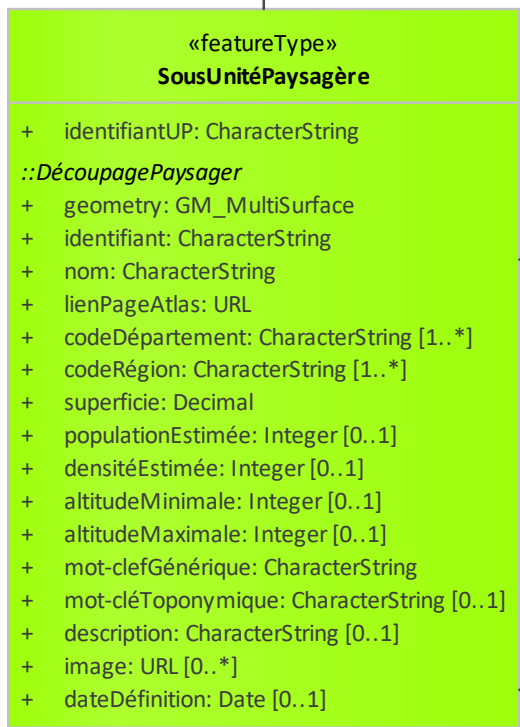 «featureType»
SousUnitéPaysagère
+ identifiantUP: CharacterString
::DécoupagePaysager
+ geometry: GM_MultiSurface
+ identifiant: CharacterString
+ nom: CharacterString
+ lienPageAtlas: URL
+ codeDépartement: CharacterString [1..*]
+ codeRégion: CharacterString [1..*]
+ superficie: Decimal
+ populationEstimée: Integer [0..1]
+ densitéEstimée: Integer [0..1]
+ altitudeMinimale: Integer [0..1]
+ altitudeMaximale: Integer [0..1]
+ mot-clefGénérique: CharacterString
+ mot-cléToponymique: CharacterString [0..1]
+ description: CharacterString [0..1]
+ image: URL [0..*]
+ dateDéfinition: Date [0..1]